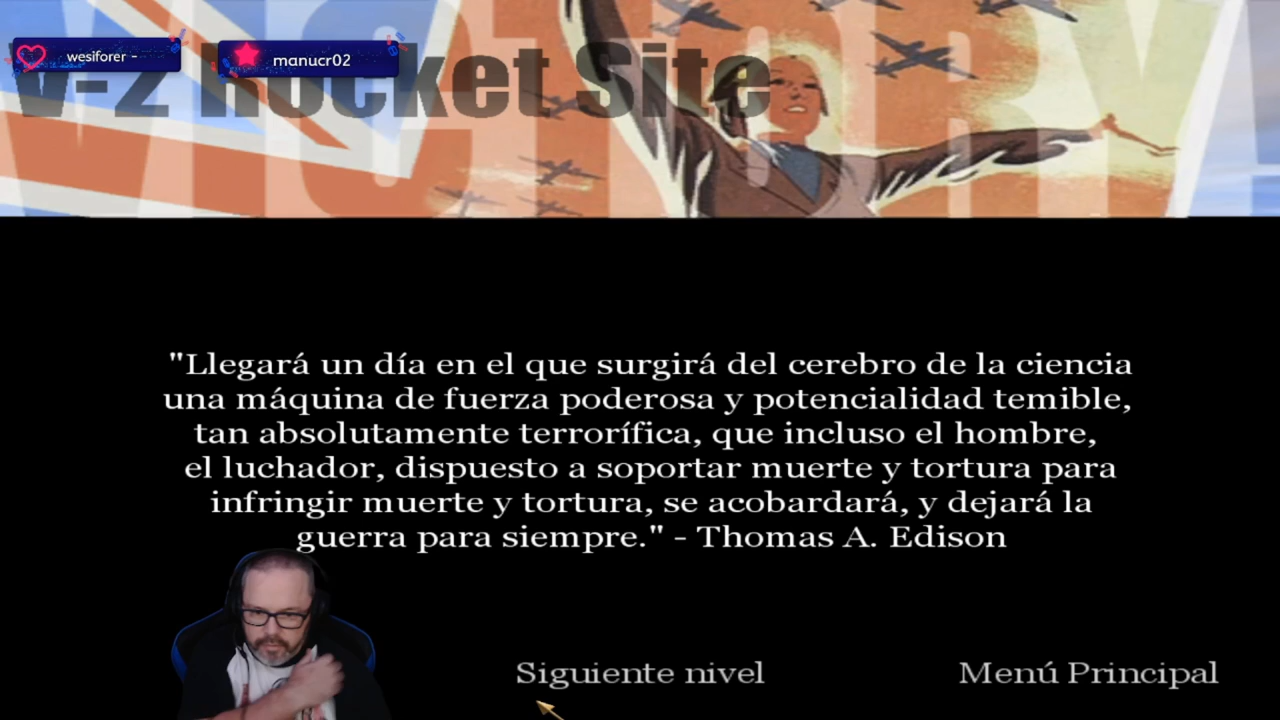 VICTORY
wesiforer -
manucr02
V-2 Rocket Site
"Llegará un día en el que surgirá del cerebro de la ciencia
una máquina de fuerza poderosa y potencialidad temible,
tan absolutamente terrorífica, que incluso el hombre,
el luchador, dispuesto a soportar muerte y tortura para
infringir muerte y tortura, se acobardará, y dejará la
guerra para siempre." - Thomas A. Edison
Siguiente nivel
Menú Principal